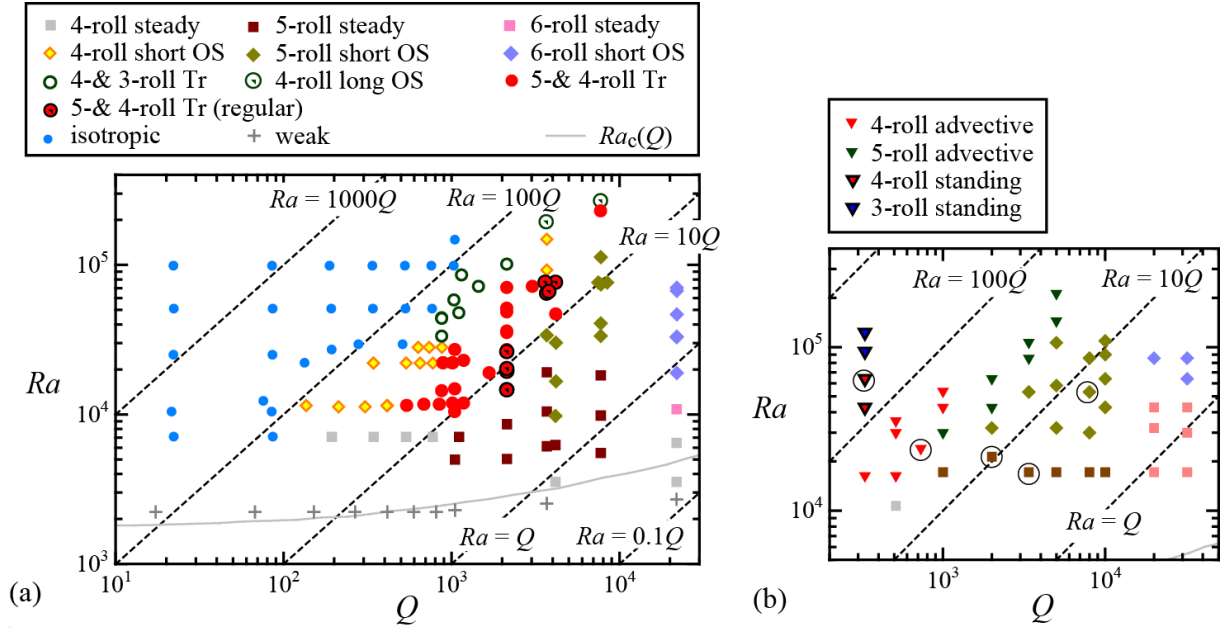 4-roll steady 5-roll steady 6-roll steady
4-roll short OS 5-roll short OS 6-roll short OS
4-& 3-roll Tr 4-roll long OS 5-& 4-roll Tr
5-& 4-roll Tr (regular)
isotropic weak Ra_c(Q)
Ra = 1000Q
Ra = 100Q
Ra = 10Q
Ra = Q
Ra = 0.1Q
10^5
10^4
10^3
Ra
10^1 10^2 10^3 10^4
Q
(a)
4-roll advective
5-roll advective
4-roll standing
3-roll standing
Ra = 100Q
Ra = 10Q
Ra = Q
10^5
10^4
Ra
10^3 10^4
Q
(b)